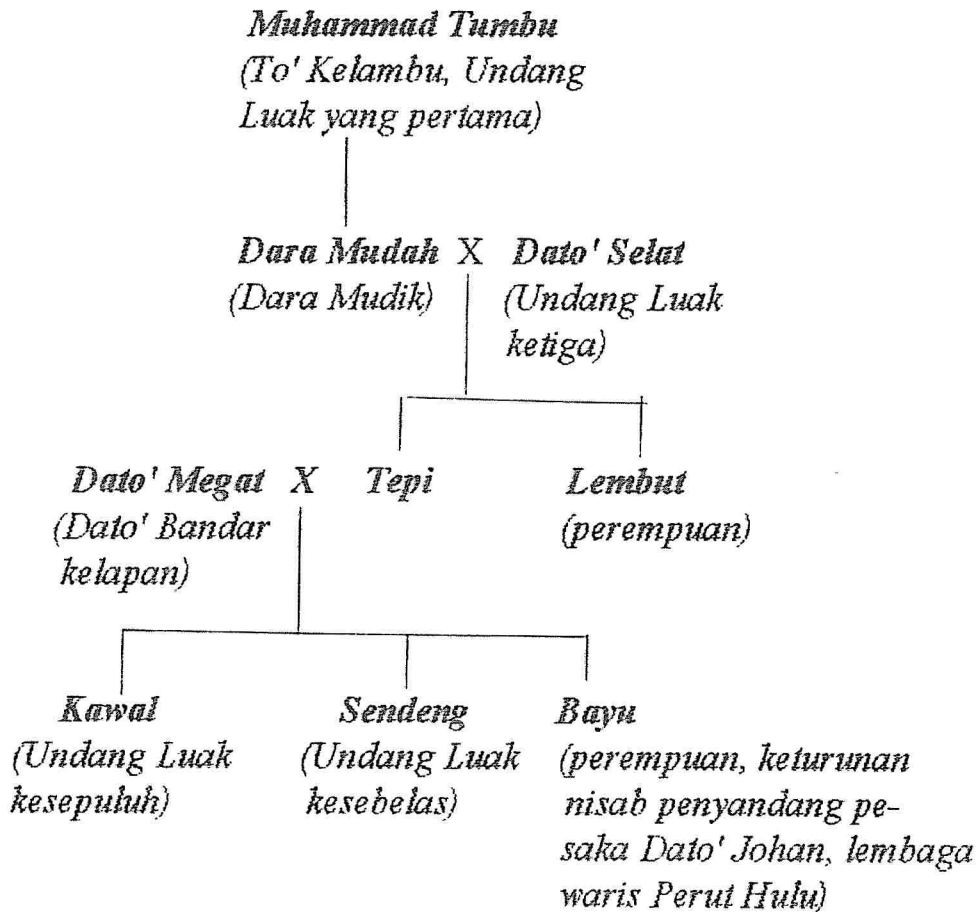 Muhammad Tumbu
(To' Kelambu, Undang
Luak yang pertama)
Dara Mudah X Dato' Selat
(Dara Mudik)
(Undang Luak
ketiga)
Dato' Megat X Tepi
(Dato' Bandar
kelapan)
Lembut
(perempuan)
Kawal
(Undang Luak
kesepuluh)
Sendeng
(Undang Luak
kesebelas)
Bayu
(perempuan, keturunan
nisab penyandang pe-
saka Dato' Johan, lembaga
waris Perut Hulu)